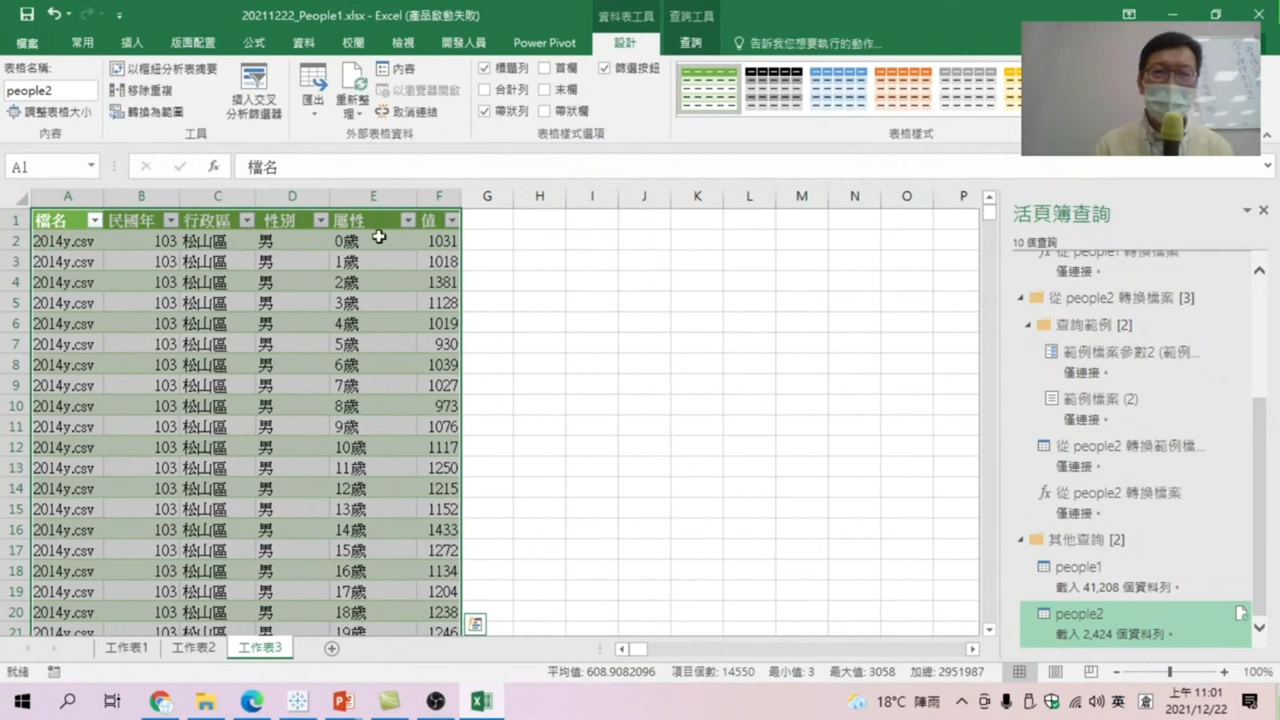 20211222_People1.xlsx - Excel (產品啟動失敗)
資料表工具
查詢工具
檔案
常用
插入
版面配置
公式
資料
校閱
檢視
開發人員
Power Pivot
設計
查詢
告訴我您想要執行的動作...
表格名稱:
people2
調整表格大小
內容
以樞紐分析表摘要
移除重複
轉換為範圍
插入交叉
分析篩選器
工具
匯出
重新整
理
內容
以瀏覽器開啟
取消連結
外部表格資料
標題列
首欄
篩選按鈕
合計列
末欄
帶狀列
帶狀欄
表格樣式選項
表格樣式
A1
fx
檔名
A B C D E F G H I J K L M N O P
1 檔名 民國年 行政區 性別 屬性 值
2 2014y.csv 103 松山區 男 0歲 1031
3 2014y.csv 103 松山區 男 1歲 1018
4 2014y.csv 103 松山區 男 2歲 1381
5 2014y.csv 103 松山區 男 3歲 1128
6 2014y.csv 103 松山區 男 4歲 1019
7 2014y.csv 103 松山區 男 5歲 930
8 2014y.csv 103 松山區 男 6歲 1039
9 2014y.csv 103 松山區 男 7歲 1027
10 2014y.csv 103 松山區 男 8歲 973
11 2014y.csv 103 松山區 男 9歲 1076
12 2014y.csv 103 松山區 男 10歲 1117
13 2014y.csv 103 松山區 男 11歲 1250
14 2014y.csv 103 松山區 男 12歲 1215
15 2014y.csv 103 松山區 男 13歲 1152
16 2014y.csv 103 松山區 男 14歲 1433
17 2014y.csv 103 松山區 男 15歲 1272
18 2014y.csv 103 松山區 男 16歲 1134
19 2014y.csv 103 松山區 男 17歲 1204
20 2014y.csv 103 松山區 男 18歲 1238
21 2014y.csv 103 松山區 男 19歲 1246
活頁簿查詢
10 個查詢
fx 從 people1 轉換檔案
僅連接。
從 people2 轉換檔案 [3]
查詢範例 [2]
範例檔案參數2 (範例...
僅連接。
範例檔案 (2)
僅連接。
從 people2 轉換範例檔...
僅連接。
fx 從 people2 轉換檔案
僅連接。
其他查詢 [2]
people1
載入 41,208 個資料列。
people2
載入 2,424 個資料列。
工作表1
工作表2
工作表3
就緒
平均值: 608.9082096
項目個數: 14550
最小值: 3
最大值: 3058
加總: 2951987
100%
18°C 陣雨
英
上午 11:01
2021/12/22